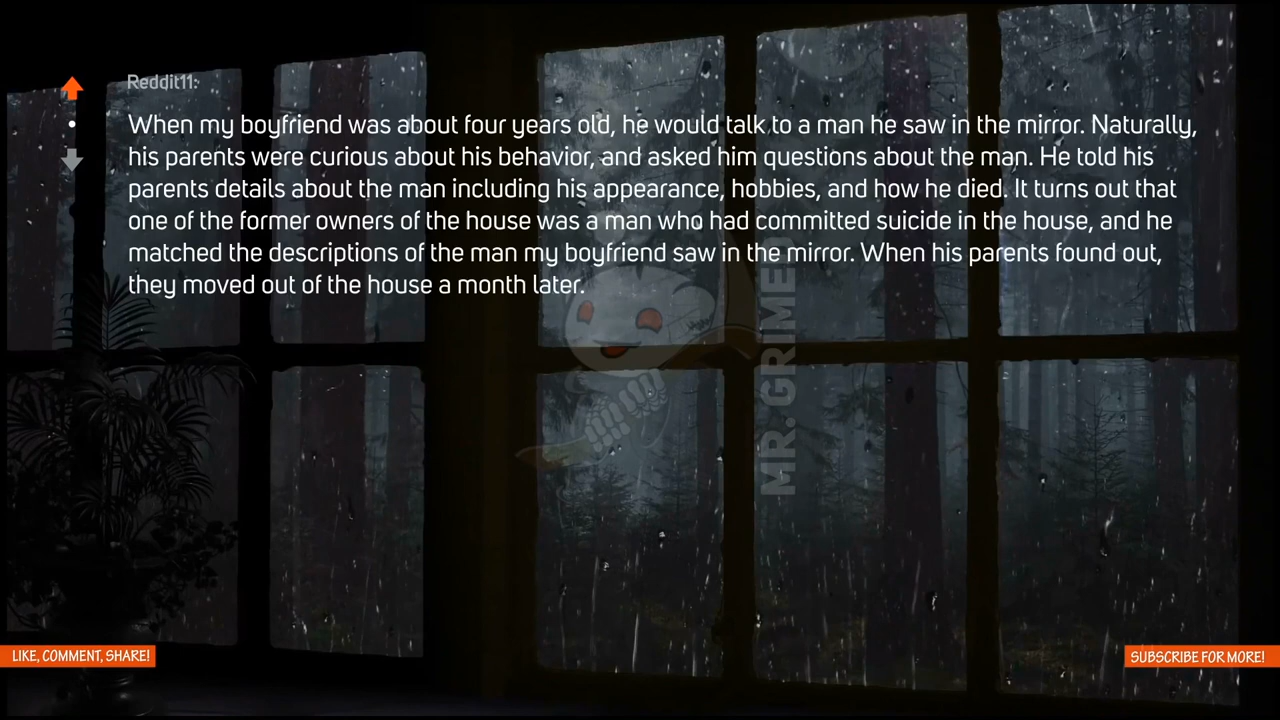 Reddit11:
When my boyfriend was about four years old, he would talk to a man he saw in the mirror. Naturally,
his parents were curious about his behavior, and asked him questions about the man. He told his
parents details about the man including his appearance, hobbies, and how he died. It turns out that
one of the former owners of the house was a man who had committed suicide in the house, and he
matched the descriptions of the man my boyfriend saw in the mirror. When his parents found out,
they moved out of the house a month later.
MR. GRIMED
LIKE, COMMENT, SHARE!
SUBSCRIBE FOR MORE!